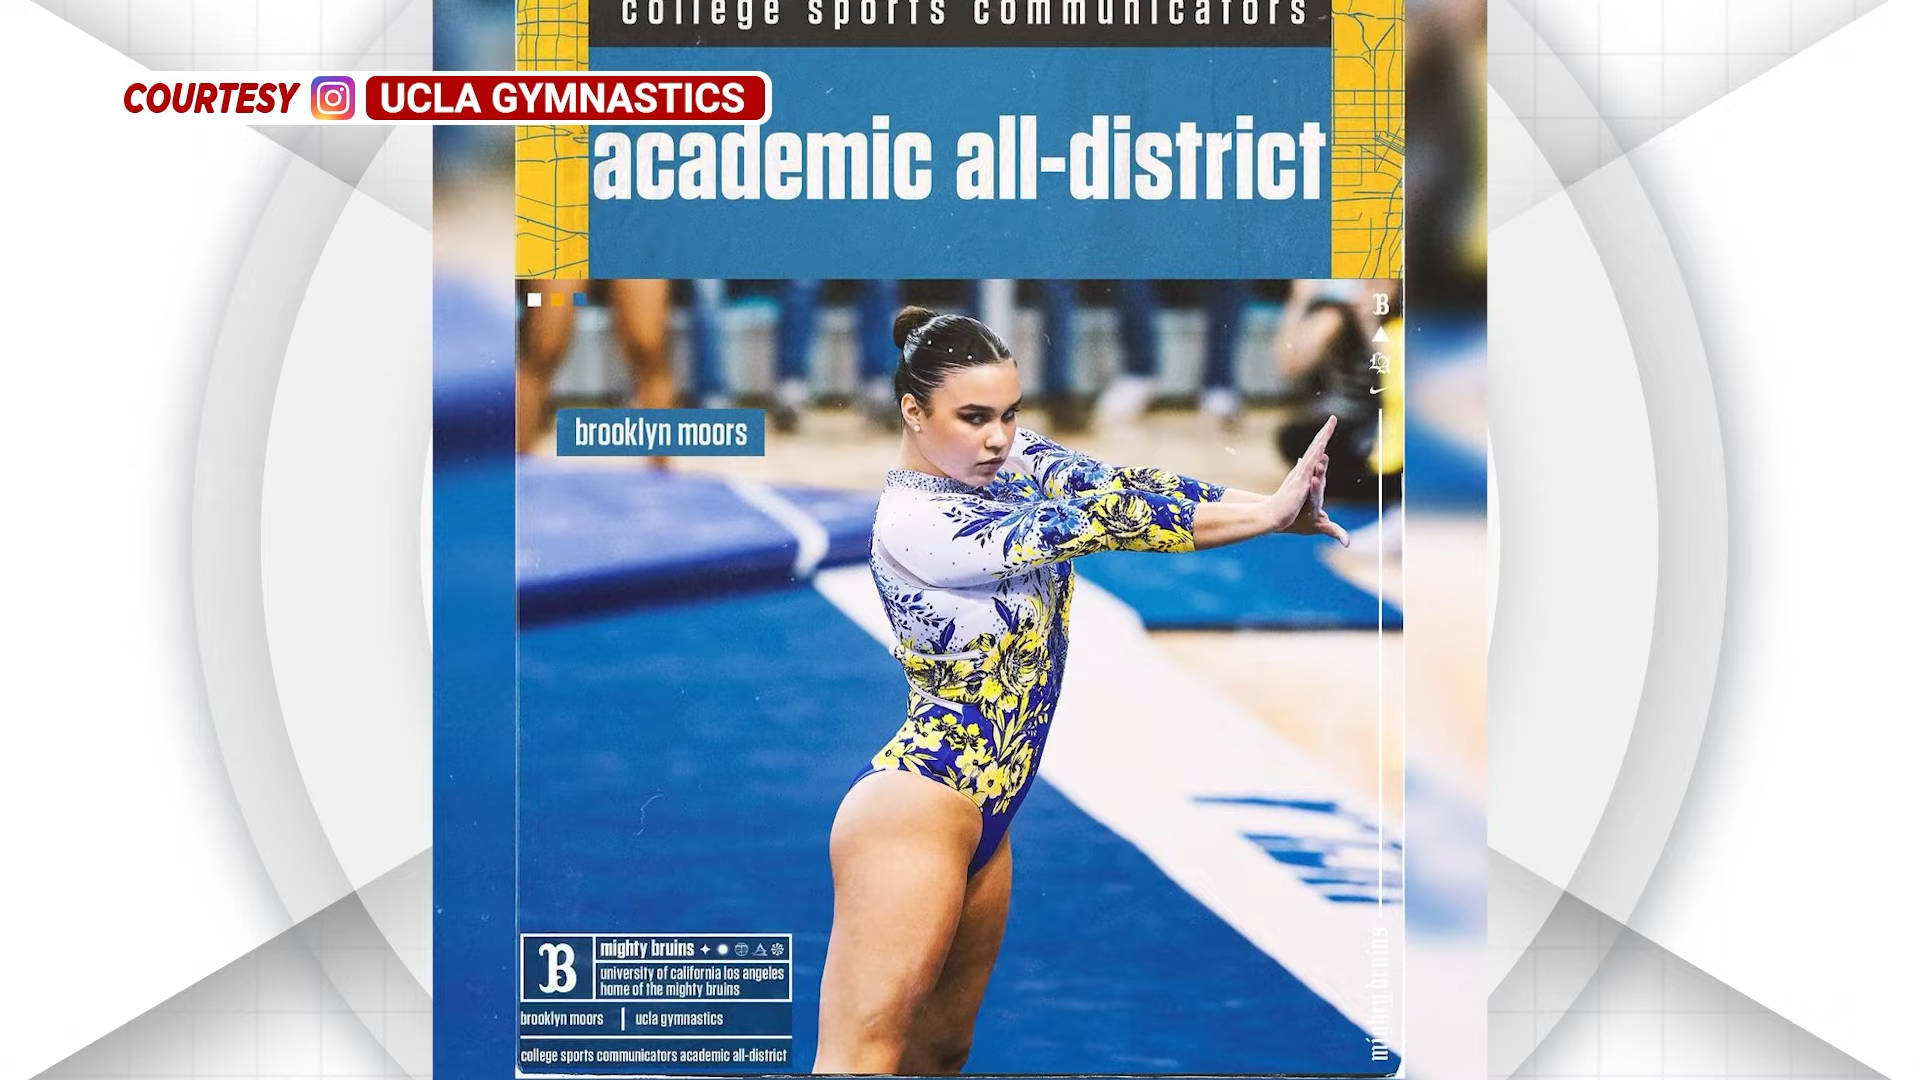 college sports communicators
COURTESY UCLA GYMNASTICS
academic all-district
B
LA
brooklyn moors
B
mighty bruins
university of california los angeles
home of the mighty bruins
brooklyn moors | ucla gymnastics
college sports communicators academic all-district
mighty bruins